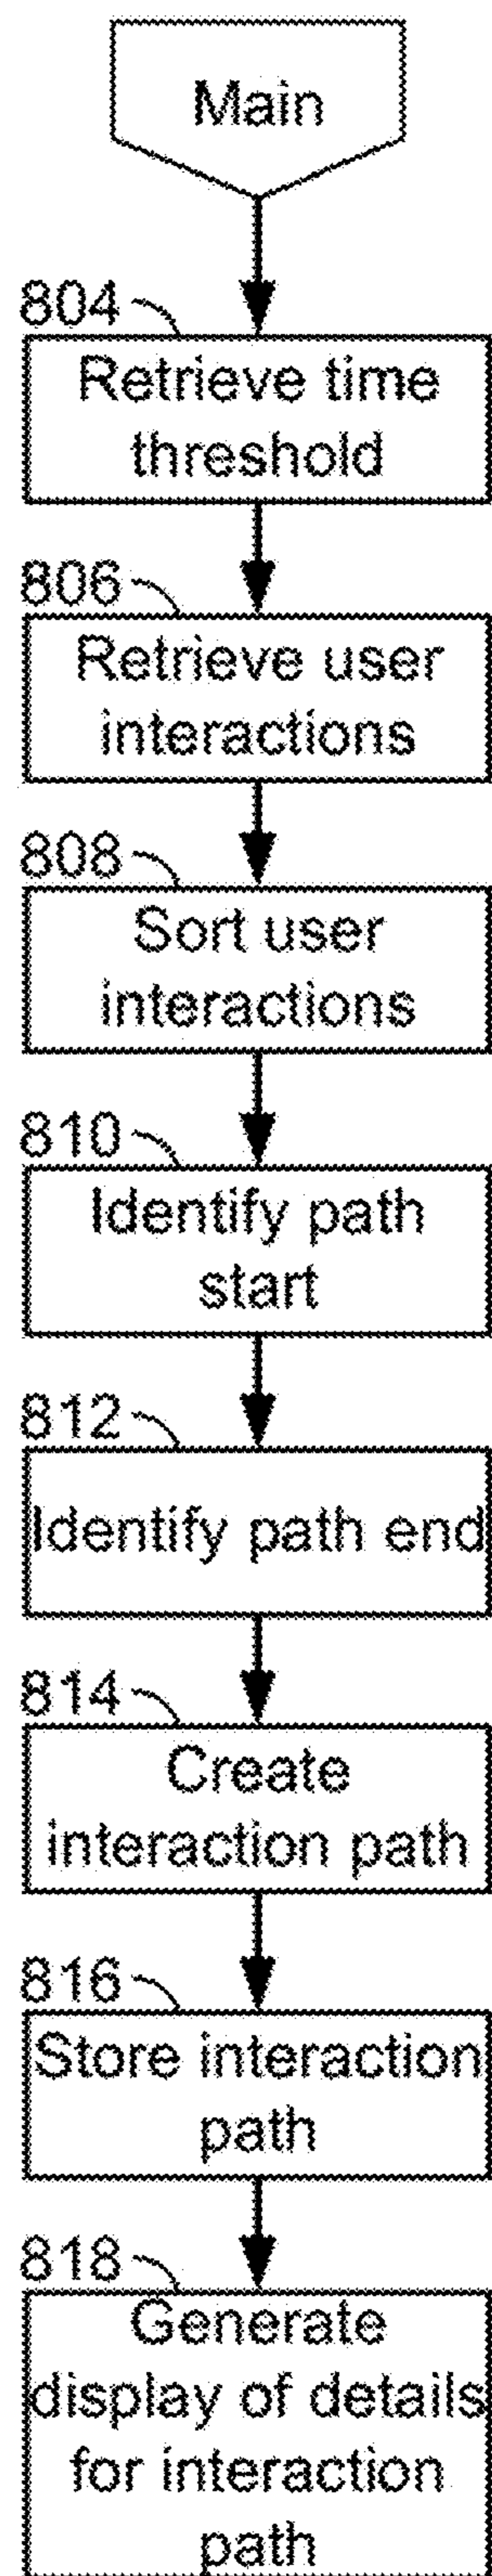 Main
804
Retrieve time
threshold
806
Retrieve user
interactions
808
Sort user
interactions
810
Identify path
start
812
Identify path end
814
Create
interaction path
816
Store interaction
path
818
Generate
display of details
for interaction
path